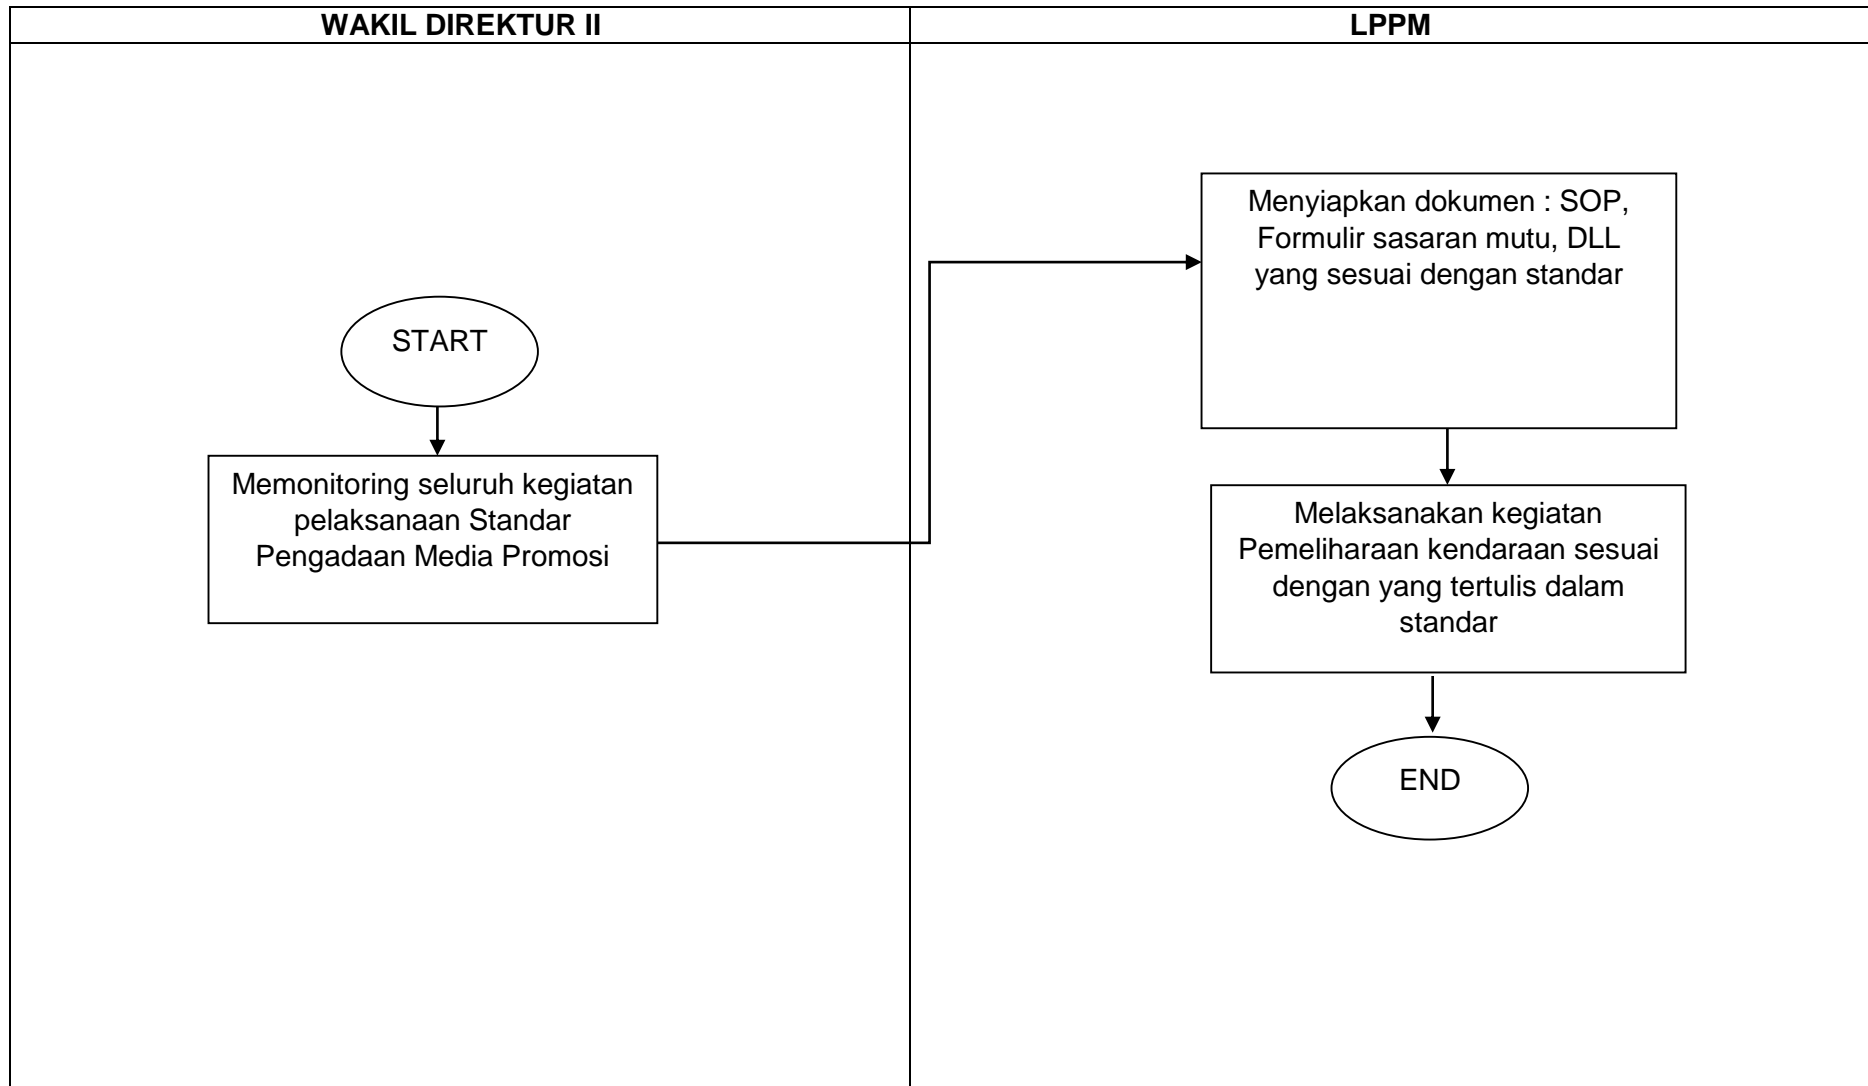 WAKIL DIREKTUR II
LPPM
START
Memonitoring seluruh kegiatan
pelaksanaan Standar
Pengadaan Media Promosi
Menyiapkan dokumen : SOP,
Formulir sasaran mutu, DLL
yang sesuai dengan standar
Melaksanakan kegiatan
Pemeliharaan kendaraan sesuai
dengan yang tertulis dalam
standar
END